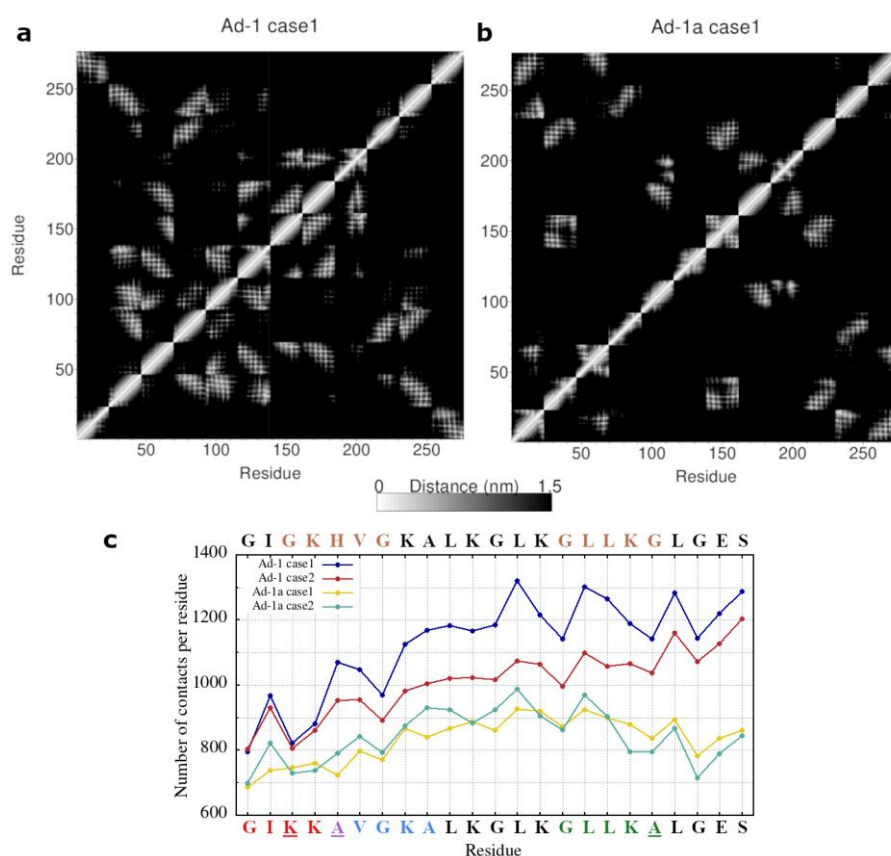 a Ad-1 case1
b Ad-1a case1
Residue
250
200
150
100
50
50 100 150 200 250
Residue
Residue
250
200
150
100
50
50 100 150 200 250
Residue
0 Distance (nm) 1.5
c
G I G K H V G K A L K G L K G L L K G L G E S
Number of contacts per residue
1400
1200
1000
800
600
Ad-1 case1
Ad-1 case2
Ad-1a case1
Ad-1a case2
G I K K A V G K A L K G L K G L L K A L G E S
Residue